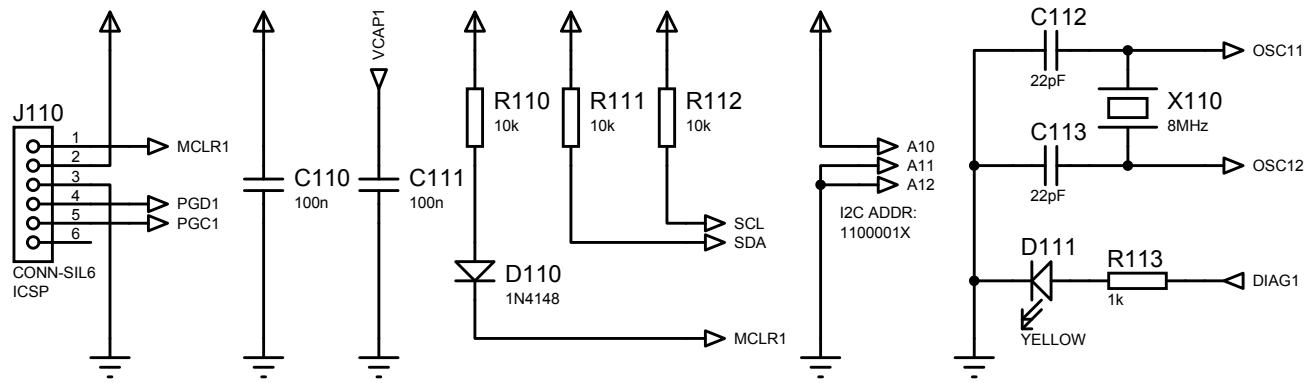 J110
1
2
3
4
5
6
CONN-SIL6
ICSP
MCLR1
PGD1
PGC1
C110
100n
VCAP1
C111
100n
R110
10k
R111
10k
R112
10k
SCL
SDA
D110
1N4148
MCLR1
A10
A11
A12
I2C ADDR:
1100001X
C112
22pF
C113
22pF
X110
8MHz
OSC11
OSC12
D111
YELLOW
R113
1k
DIAG1